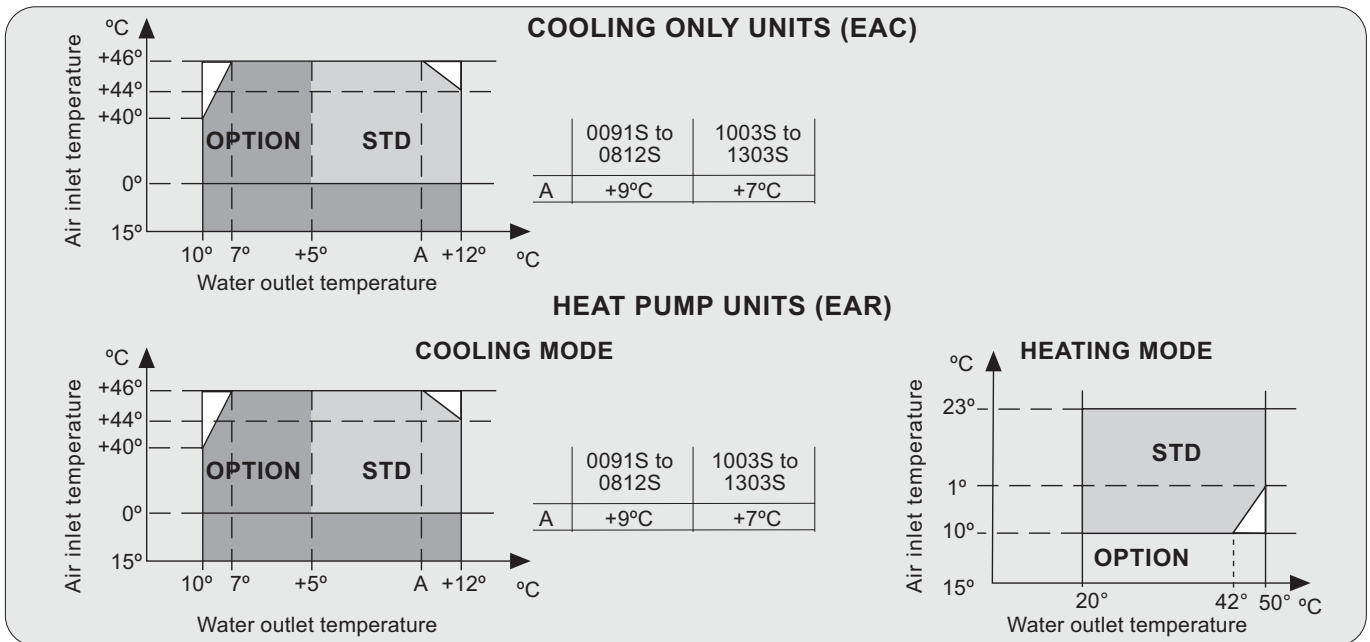 COOLING ONLY UNITS (EAC)
ºC
Air inlet temperature
+46º
+44º
+40º
0º
15º
OPTION
STD
10º 7º +5º A +12º ºC
Water outlet temperature
0091S to 0812S
1003S to 1303S
A +9ºC +7ºC
HEAT PUMP UNITS (EAR)
COOLING MODE
ºC
Air inlet temperature
+46º
+44º
+40º
0º
15º
OPTION
STD
10º 7º +5º A +12º ºC
Water outlet temperature
0091S to 0812S
1003S to 1303S
A +9ºC +7ºC
HEATING MODE
ºC
Air inlet temperature
23º
1º
10º
15º
STD
OPTION
20° 42° 50° ºC
Water outlet temperature